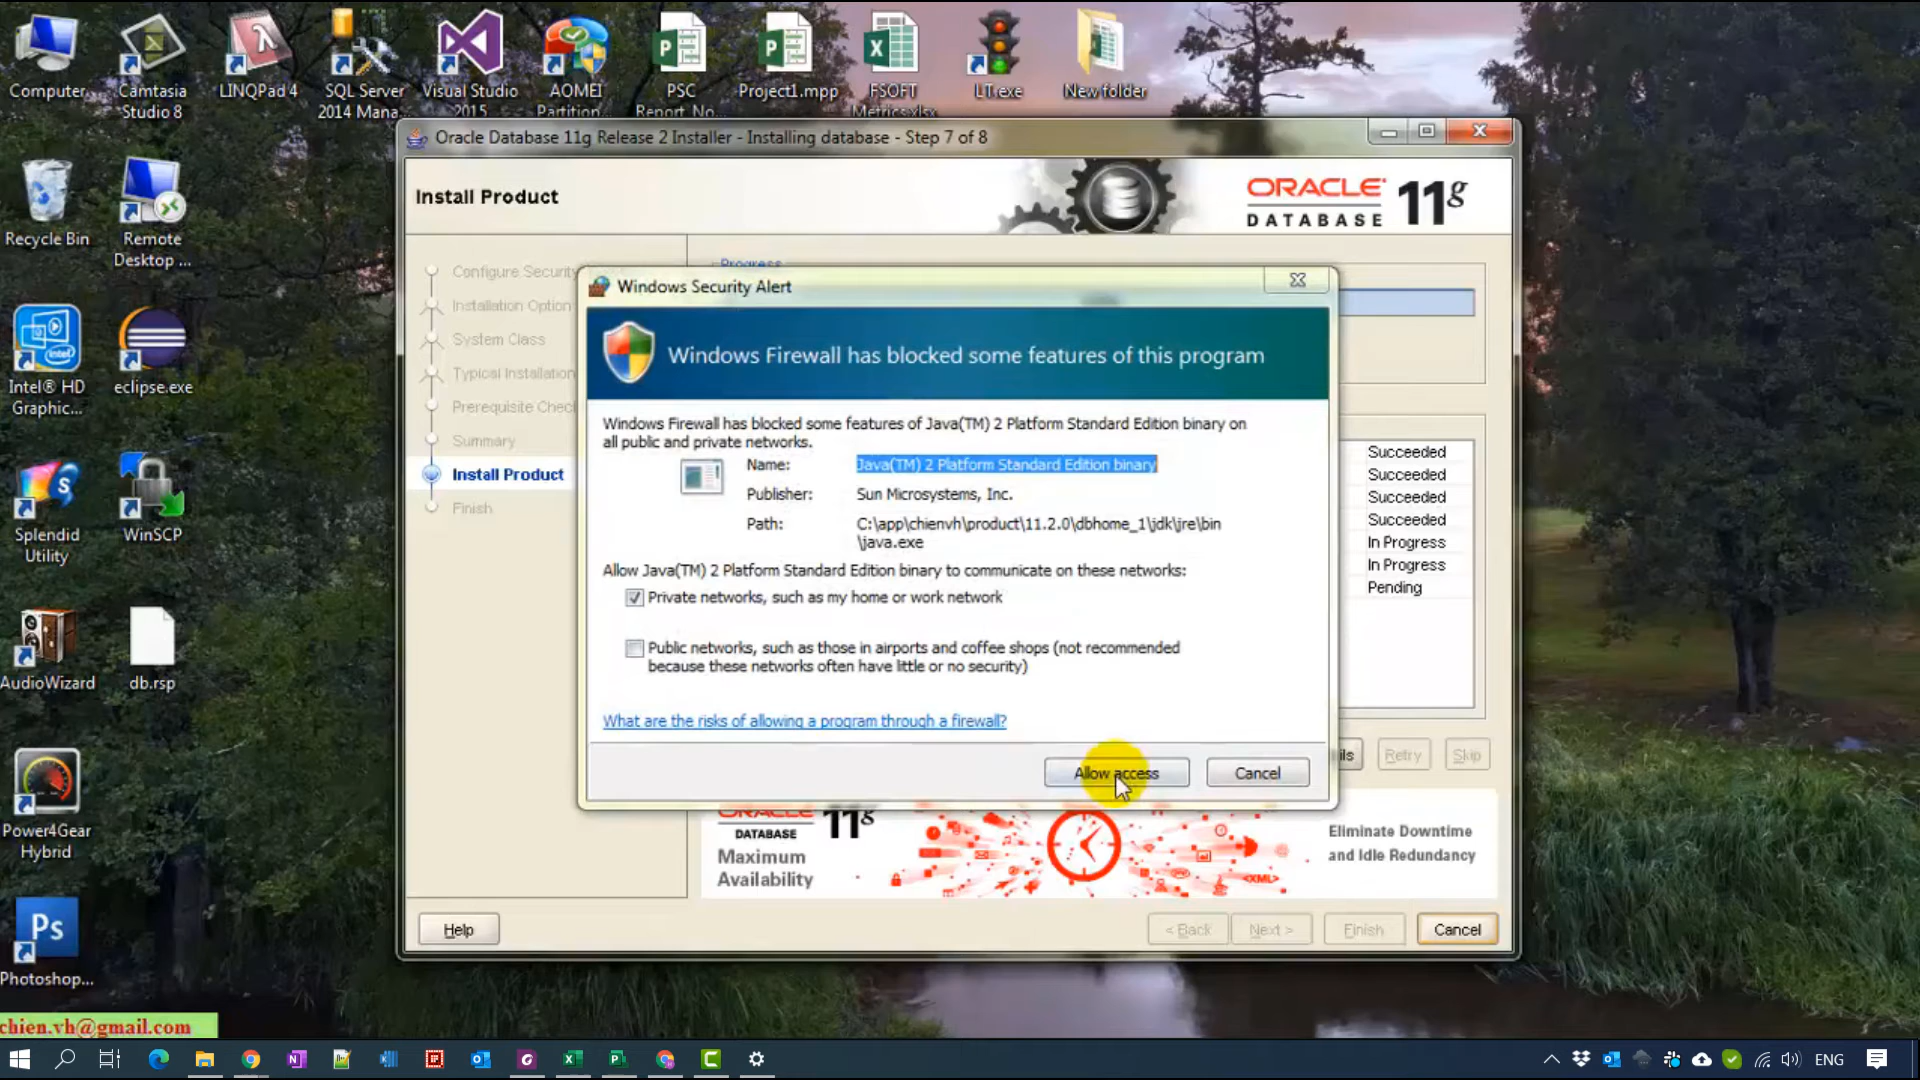 Computer
Camtasia
Studio 8
LINQPad 4
SQL Server
2014 Mana...
Visual Studio
2015
AOMEI
Partition...
PSC
Report_No...
Project1.mpp
FSOFT
Metrics.xlsx
LT.exe
New folder
Oracle Database 11g Release 2 Installer - Installing database - Step 7 of 8
Install Product
ORACLE
DATABASE 11g
Recycle Bin
Remote
Desktop ...
Configure Security
Installation Option
System Class
Typical Installation
Prerequisite Chec
Summary
Install Product
Finish
Progress
Windows Security Alert
Windows Firewall has blocked some features of this program
Windows Firewall has blocked some features of Java(TM) 2 Platform Standard Edition binary on
all public and private networks.
Name: Java(TM) 2 Platform Standard Edition binary
Publisher: Sun Microsystems, Inc.
Path: C:\app\chienvh\product\11.2.0\dbhome_1\jdk\jre\bin
\java.exe
Allow Java(TM) 2 Platform Standard Edition binary to communicate on these networks:
Private networks, such as my home or work network
Public networks, such as those in airports and coffee shops (not recommended
because these networks often have little or no security)
What are the risks of allowing a program through a firewall?
Allow access
Cancel
Succeeded
Succeeded
Succeeded
Succeeded
In Progress
In Progress
Pending
ils
Retry
Skip
Intel® HD
Graphic...
eclipse.exe
Splendid
Utility
WinSCP
AudioWizard
db.rsp
Power4Gear
Hybrid
Ps
Photoshop...
ORACLE
DATABASE 11g
Maximum
Availability
<XML>
Eliminate Downtime
and Idle Redundancy
Help
< Back
Next >
Finish
Cancel
chien.vh@gmail.com
ENG